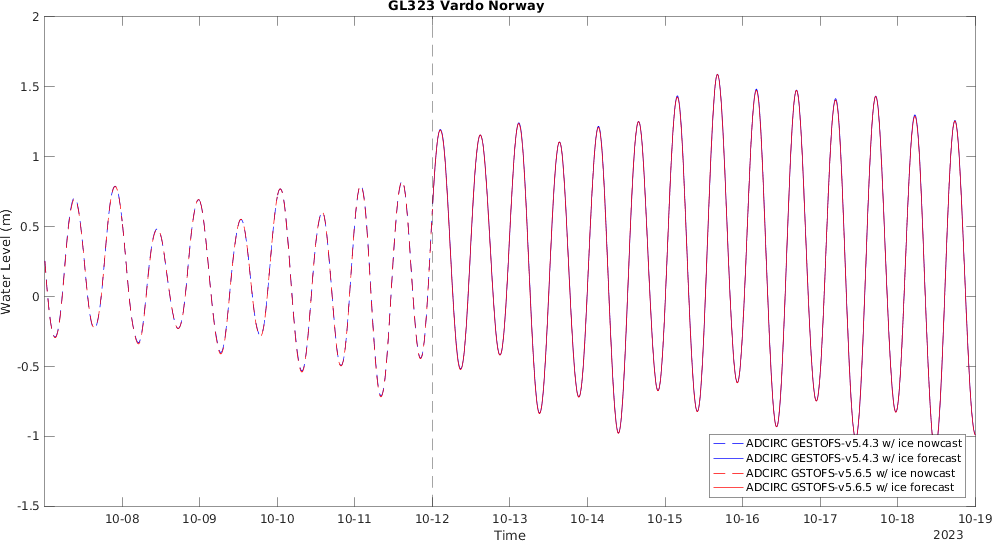 GL323 Vardo Norway
2
1.5
1
0.5
0
-0.5
-1
-1.5
Water Level (m)
ADCIRC GESTOFS-v5.4.3 w/ ice nowcast
ADCIRC GESTOFS-v5.4.3 w/ ice forecast
ADCIRC GSTOFS-v5.6.5 w/ ice nowcast
ADCIRC GSTOFS-v5.6.5 w/ ice forecast
10-08 10-09 10-10 10-11 10-12 10-13 10-14 10-15 10-16 10-17 10-18 10-19
Time
2023